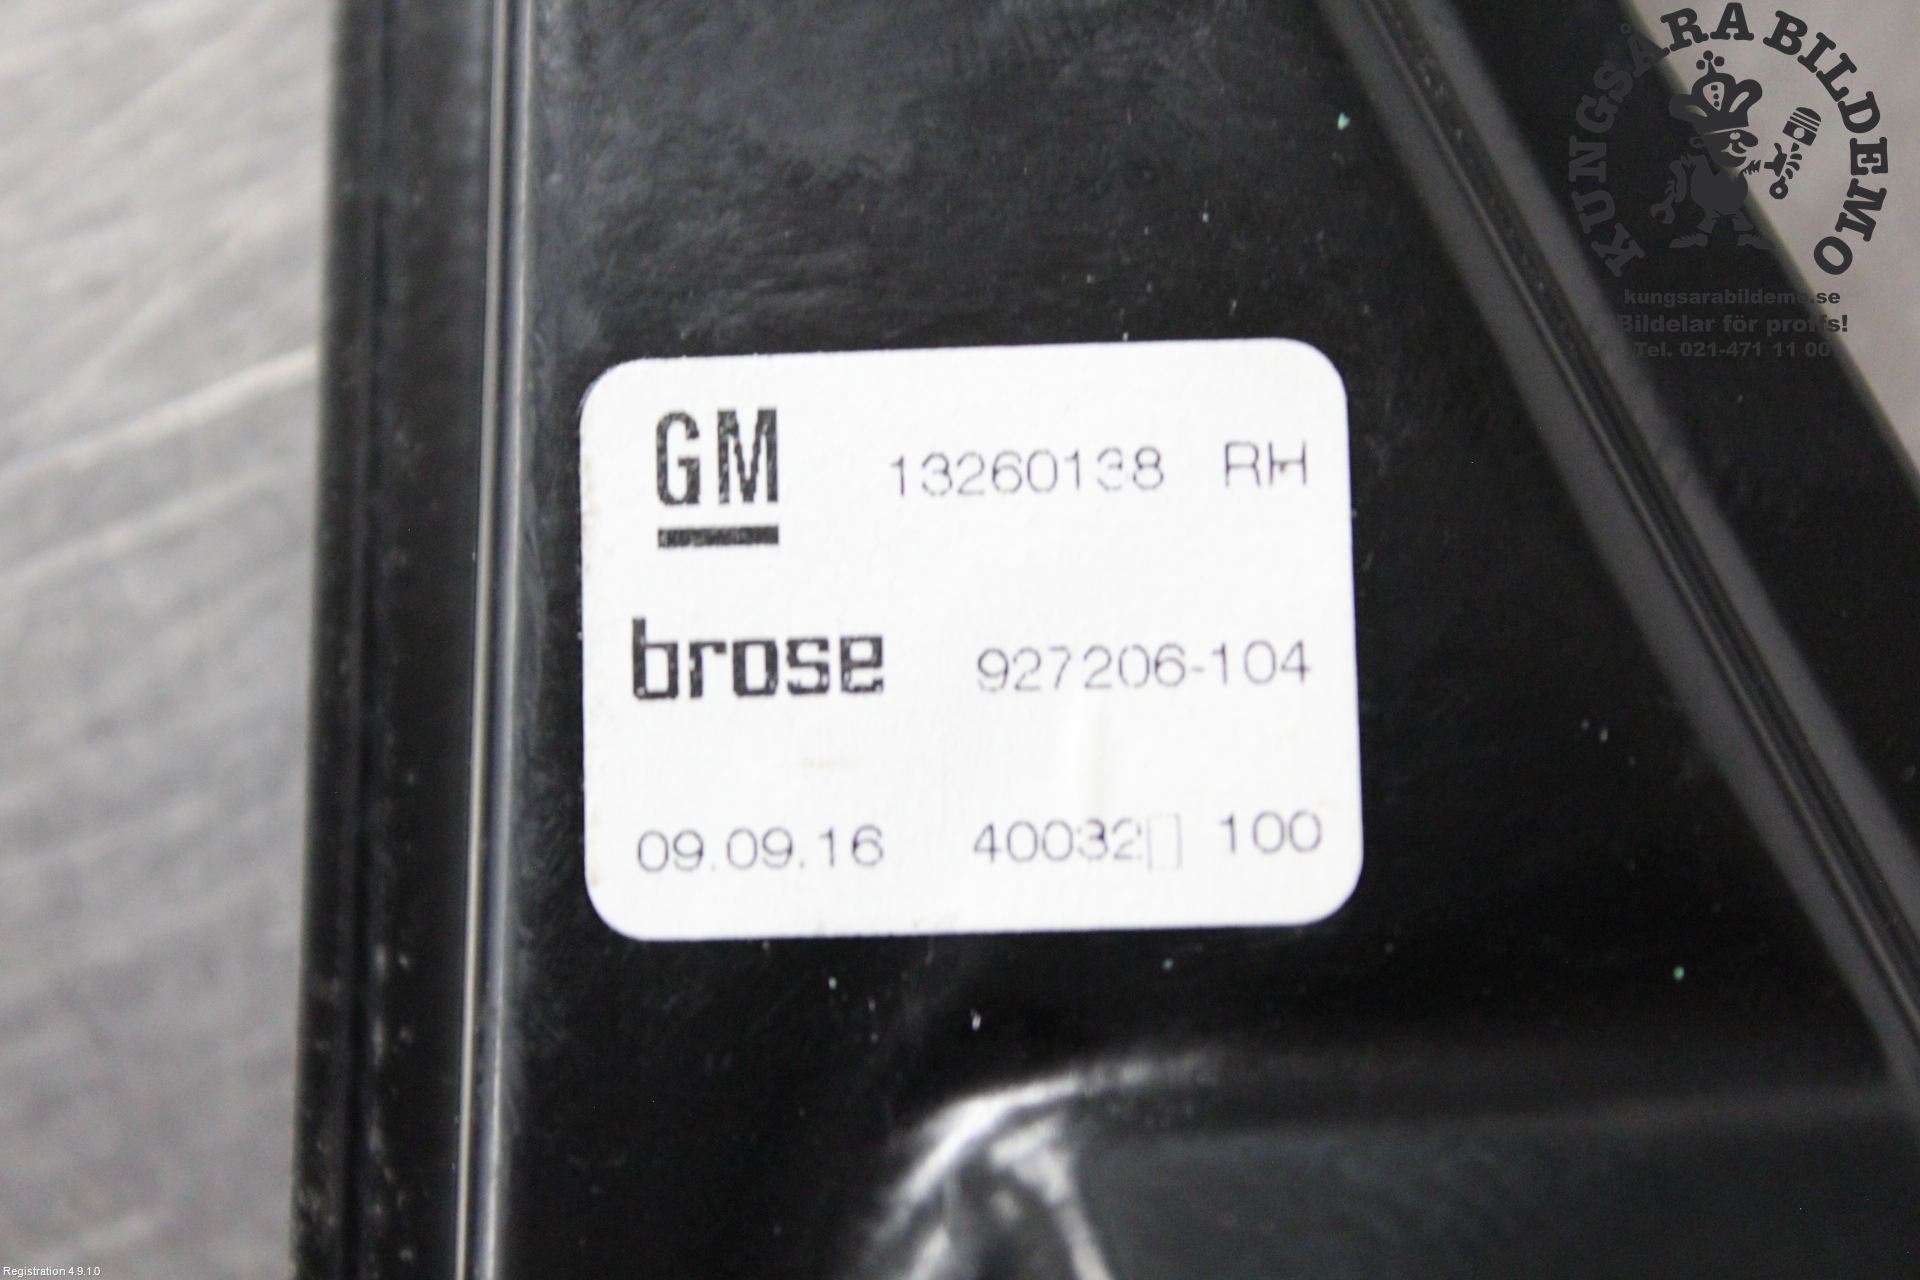 KUNGSÅRA BILDEMO
kungsarabildemo.se
Bildelar för proffs!
Tel. 021-471 11 00
GM 13260138 RH
brose 927206-104
09.09.16 40032▯ 100
Registration 4.9.1.0